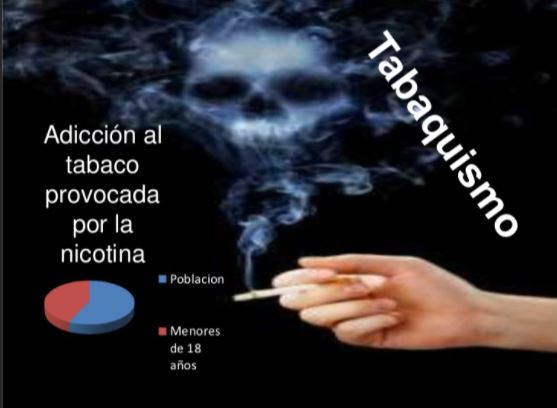 Tabaquismo
Adicción al
tabaco
provocada
por la
nicotina
Poblacion
Menores
de 18
años